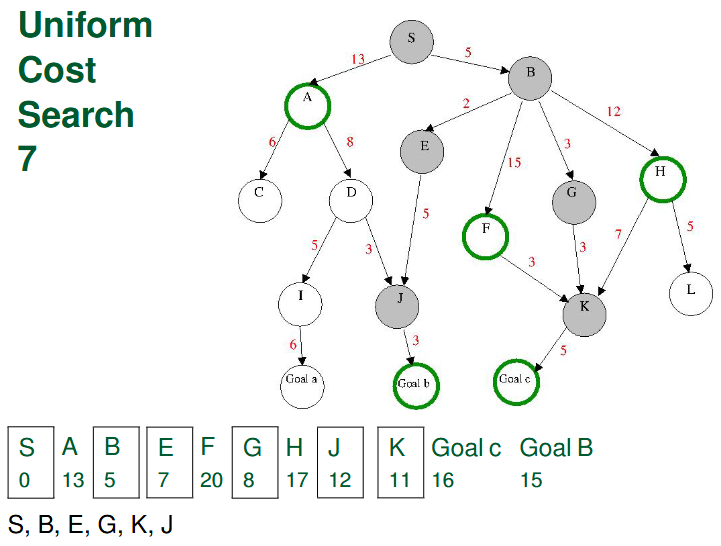 Uniform
Cost
Search
7
S
13
5
B
A
2
12
6
8
E
15
3
H
C
D
G
F
5
7
5
5
3
3
3
I
J
K
L
6
3
5
Goal a
Goal b
Goal c
S A B E F G H J K Goal c Goal B
0 13 5 7 20 8 17 12 11 16 15
S, B, E, G, K, J